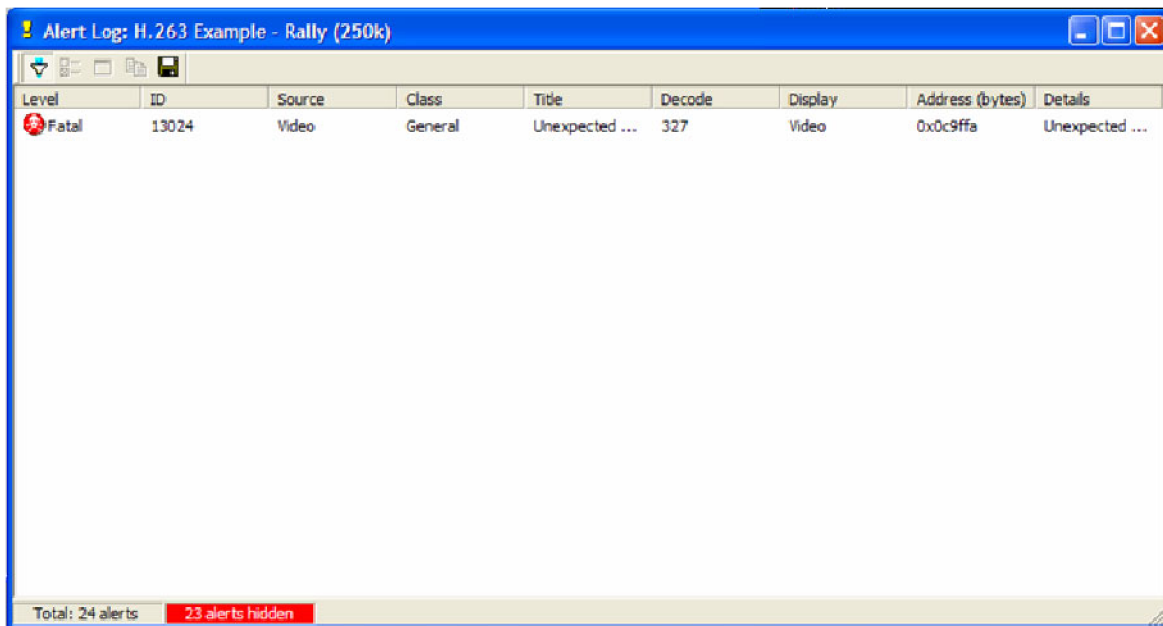 Alert Log: H.263 Example - Rally (250k)
Level ID Source Class Title Decode Display Address (bytes) Details
Fatal 13024 Video General Unexpected ... 327 Video 0x0c9ffa Unexpected ...
Total: 24 alerts 23 alerts hidden